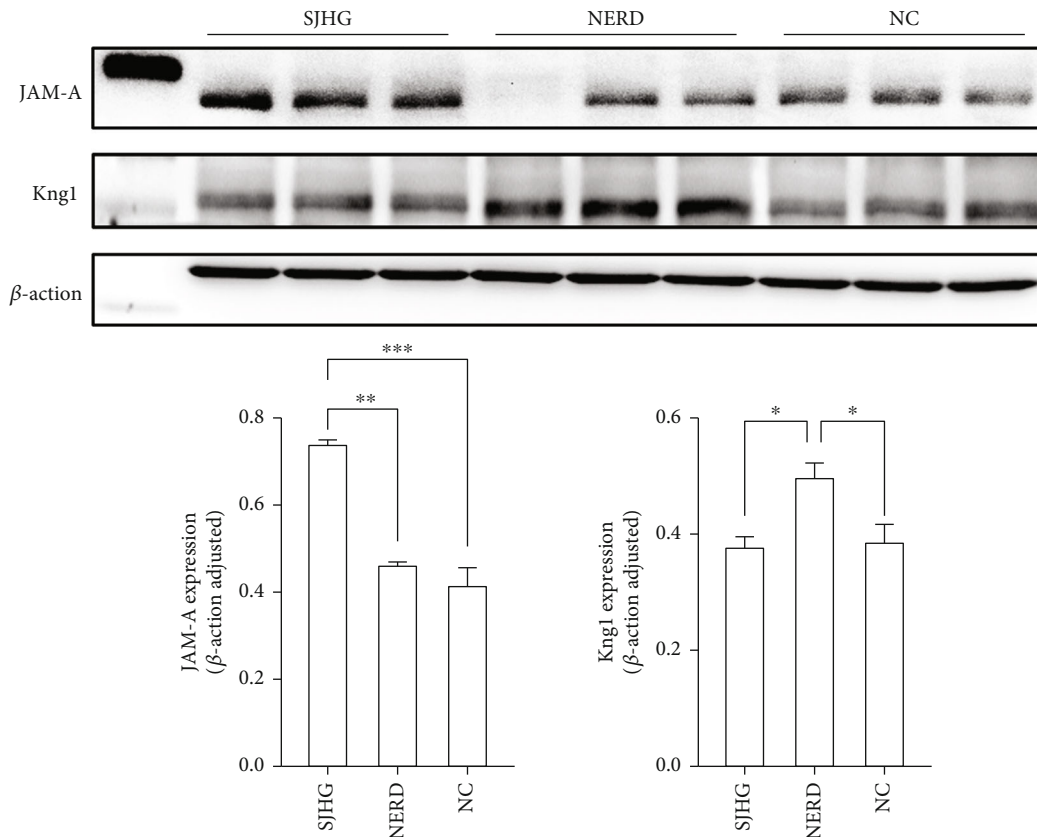 SJHG NERD NC
JAM-A
Kng1
β-action
***
**
0.8
0.6
0.4
0.2
0.0
JAM-A expression
(β-action adjusted)
SJHG
NERD
NC
*
*
0.6
0.4
0.2
0.0
Kng1 expression
(β-action adjusted)
SJHG
NERD
NC